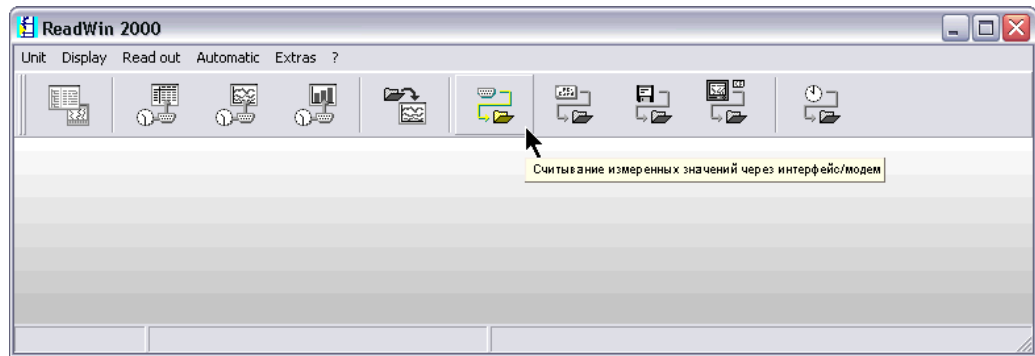 ReadWin 2000
Unit Display Read out Automatic Extras ?
Считывание измеренных значений через интерфейс/модем